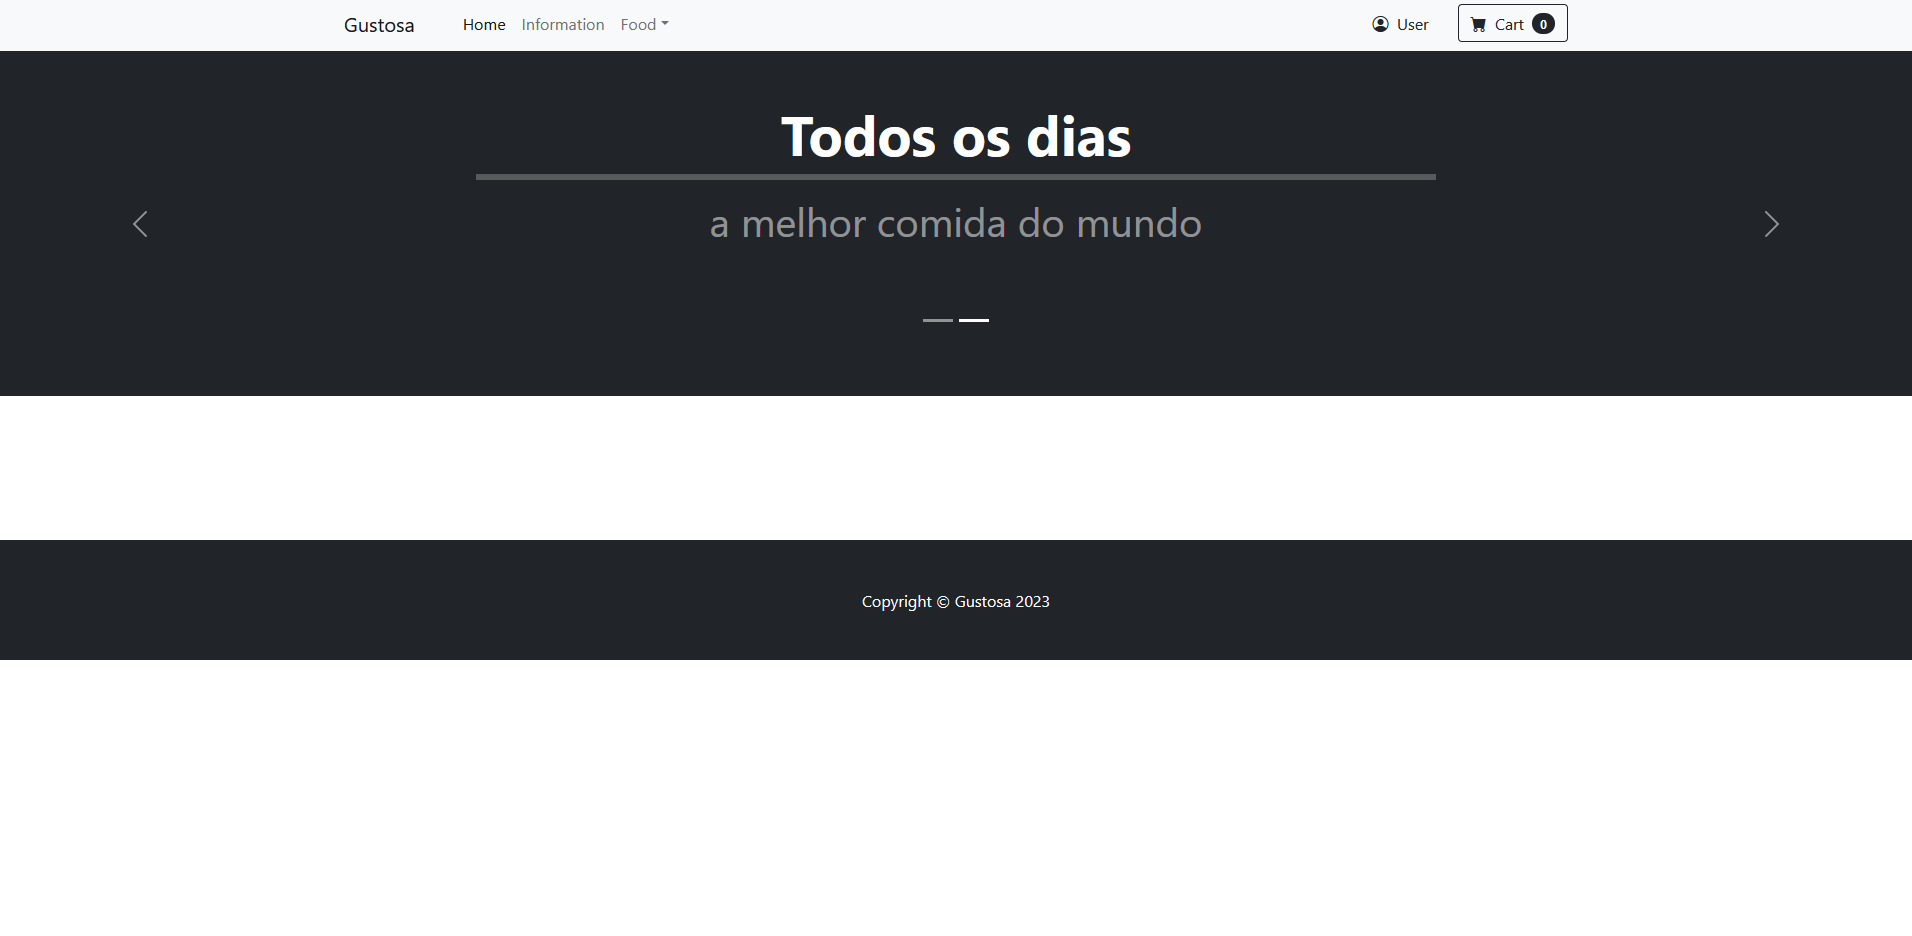 Gustosa Home Information Food User Cart 0
Todos os dias
a melhor comida do mundo
Copyright © Gustosa 2023